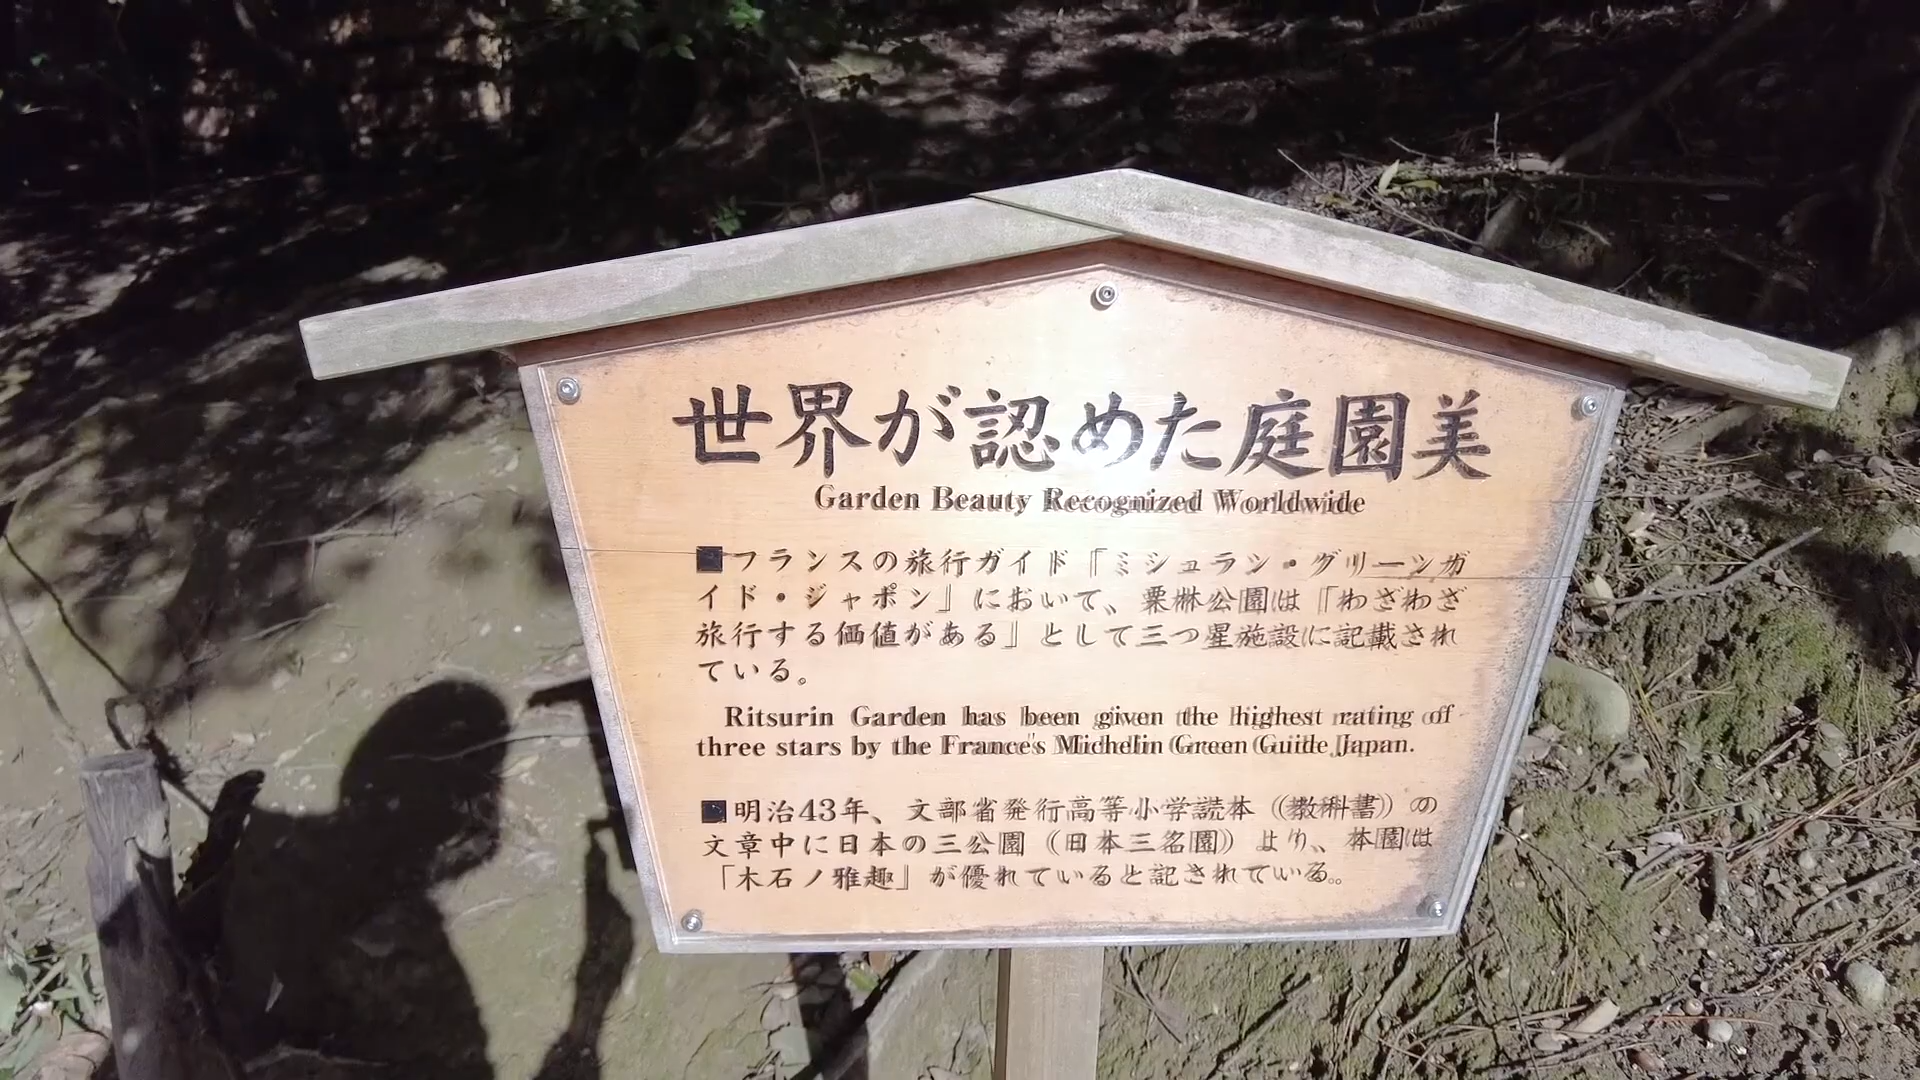 世界が認めた庭園美
Garden Beauty Recognized Worldwide
■フランスの旅行ガイド「ミシュラン・グリーンガ
イド・ジャポン」において、栗林公園は「わざわざ
旅行する価値がある」として三つ星施設に記載され
ている。
Ritsurin Garden has been given the highest rating of
three stars by the France's Michelin Green Guide Japan.
■明治43年、文部省発行高等小学読本(教科書)の
文章中に日本の三公園(日本三名園)より、本園は
「木石ノ雅趣」が優れていると記されている。